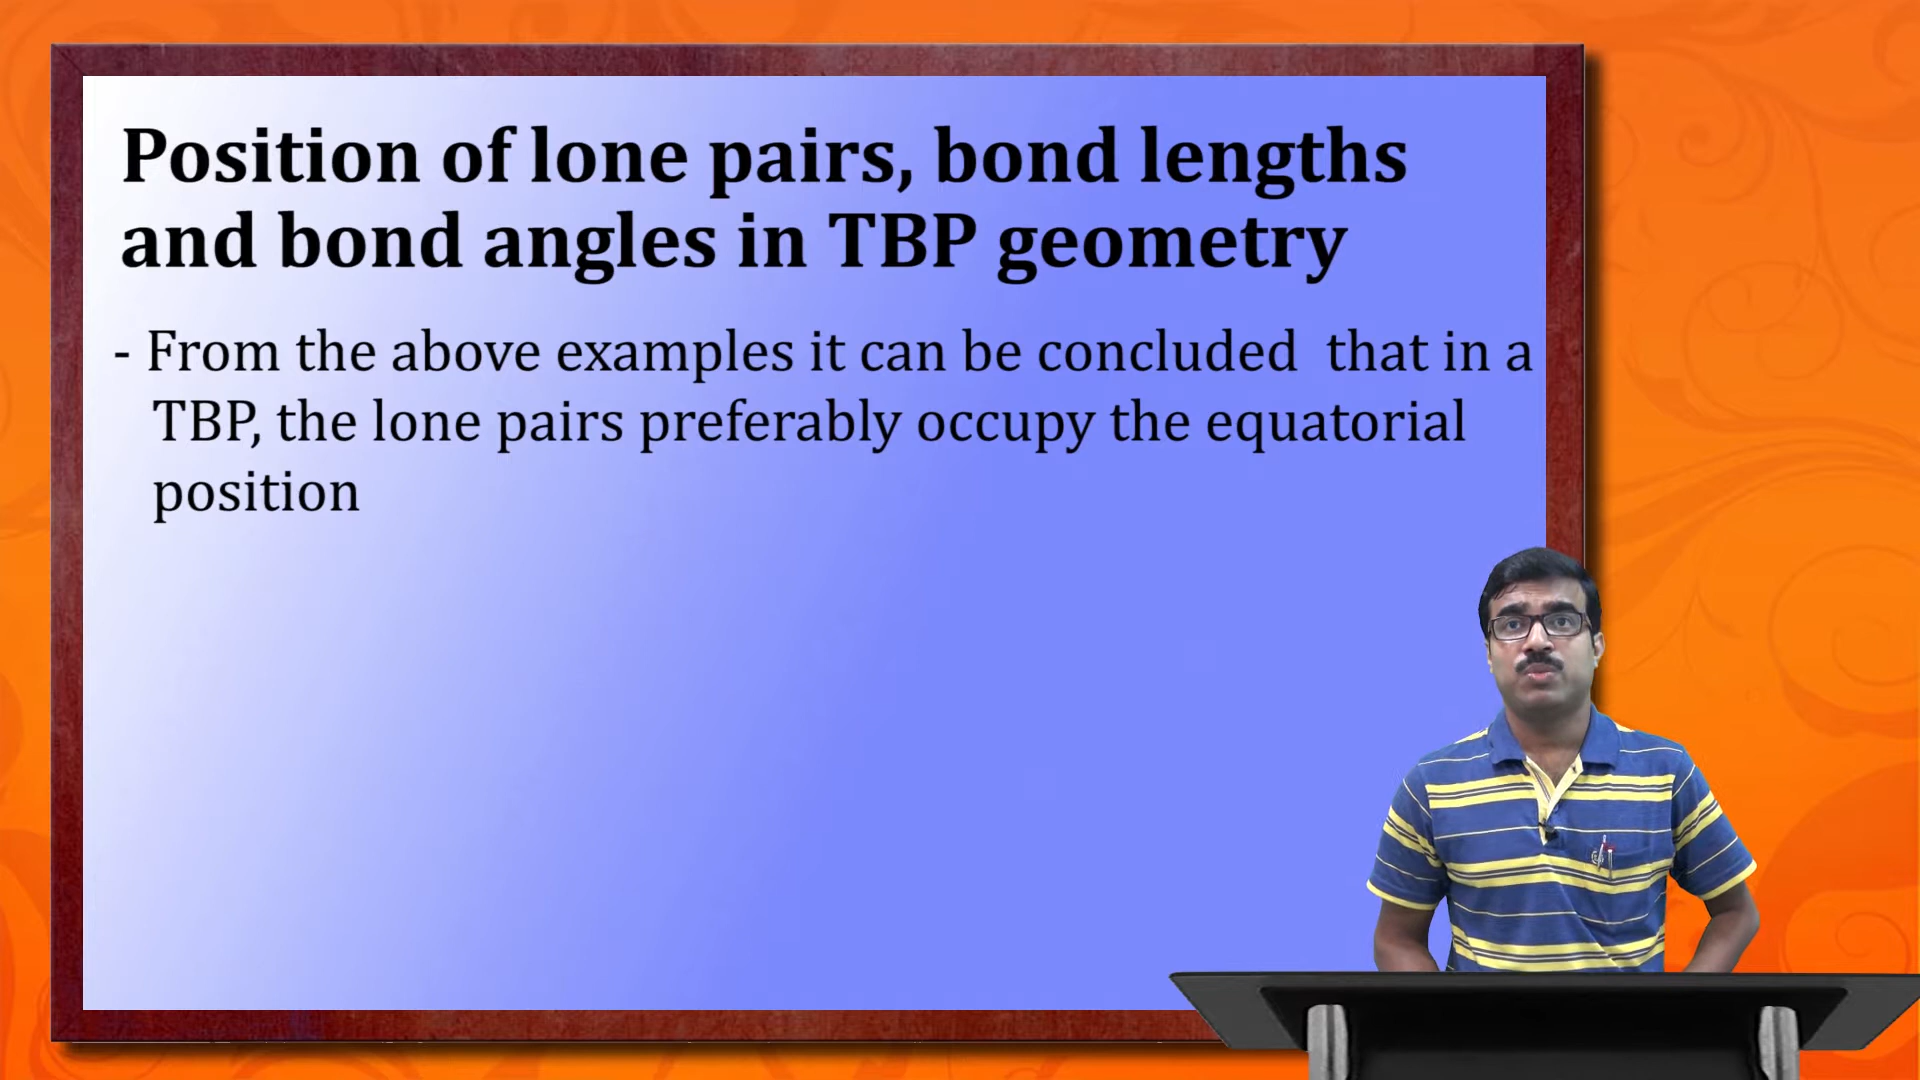 Position of lone pairs, bond lengths
and bond angles in TBP geometry
- From the above examples it can be concluded  that in a
TBP, the lone pairs preferably occupy the equatorial
position